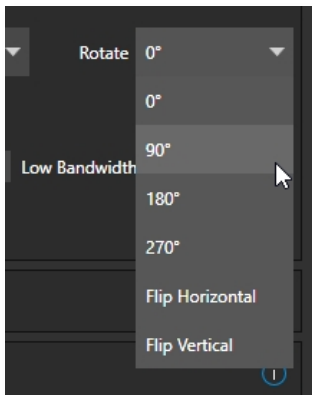 Rotate 0°
0°
90°
Low Bandwidth
180°
270°
Flip Horizontal
Flip Vertical